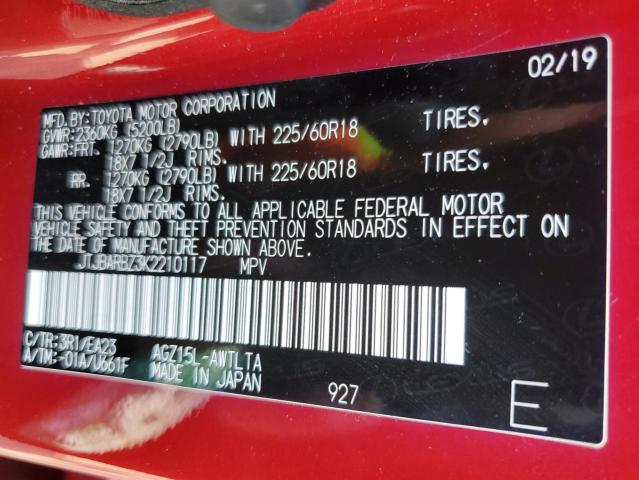 02/19
MFD.BY:TOYOTA MOTOR CORPORATION
GVWR:2360KG (5200LB)
GAWR:FRT. 1270KG (2790LB) WITH 225/60R18 TIRES.
18X7 1/2J RIMS.
RR. 1270KG (2790LB) WITH 225/60R18 TIRES.
18X7 1/2J RIMS.
THIS VEHICLE CONFORMS TO ALL APPLICABLE FEDERAL MOTOR
VEHICLE SAFETY AND THEFT PREVENTION STANDARDS IN EFFECT ON
THE DATE OF MANUFACTURE SHOWN ABOVE.
JTJBARBZ3K2210117 MPV
C/TR:3R1/EA23 AGZ15L-AWTLTA
A/TM:-01A/U661F MADE IN JAPAN
927
E
LEXUS